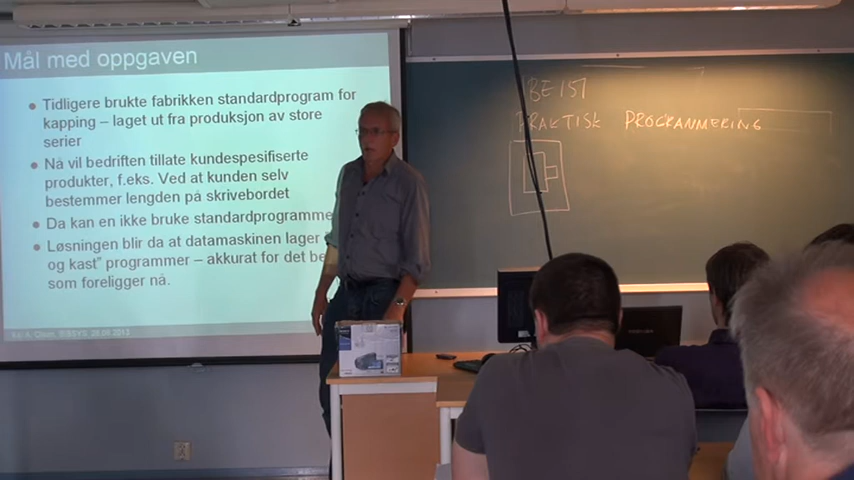 Mål med oppgaven
Tidligere brukte fabrikken standardprogram for
kapping – laget ut fra produksjon av store
serier
Nå vil bedriften tillate kundespesifiserte
produkter, f.eks. Ved at kunden selv
bestemmer lengden på skrivebordet
Da kan en ikke bruke standardprogramme
Løsningen blir da at datamaskinen lager
og kast” programmer – akkurat for det be
som foreligger nå.
IBE151
PRAKTISK PROGRAMMERING